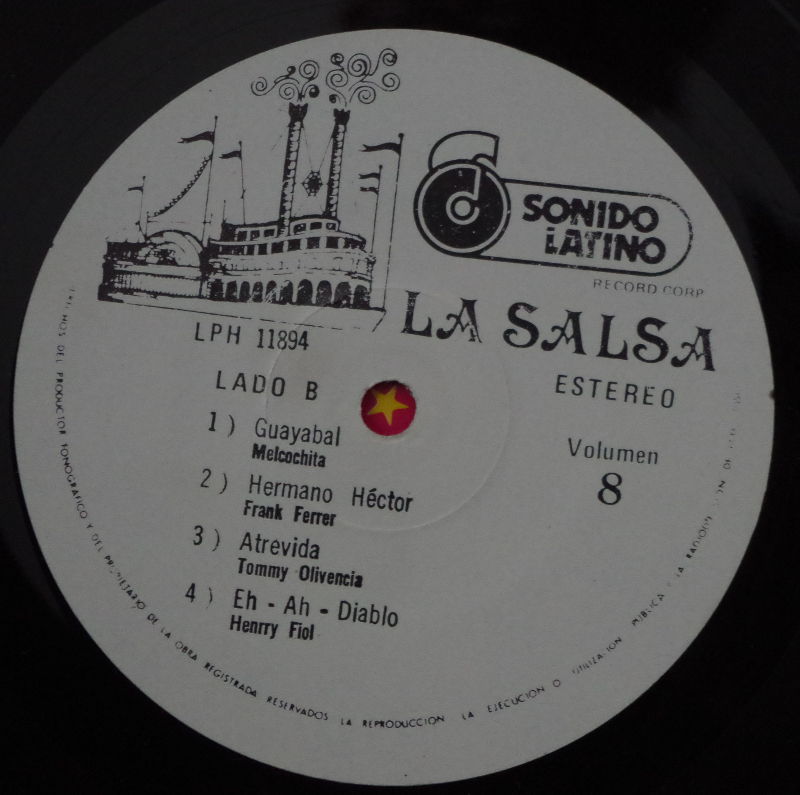 SONIDO
LATINO
RECORD CORP
LA SALSA
LPH 11894
ESTEREO
LADO B
Volumen
8
1) Guayabal
Melcochita
2) Hermano Héctor
Frank Ferrer
3) Atrevida
Tommy Olivencia
4) Eh - Ah - Diablo
Henrry Fiol
DEL PRODUCTOR FONOGRAFICO Y DEL PROPIETARIO DE LA OBRA REGISTRADA RESERVADOS LA REPRODUCCION LA EJECUCION O UTILIZACION PUBLICA